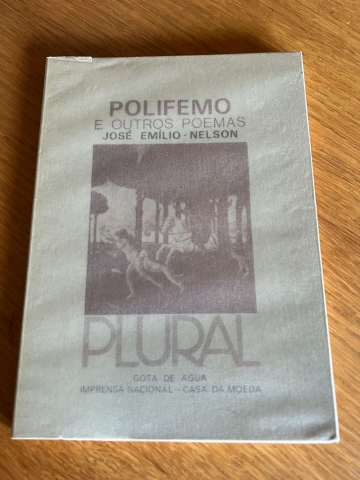 POLIFEMO
E OUTROS POEMAS
JOSÉ EMÍLIO-NELSON
PLURAL
GOTA DE ÁGUA
IMPRENSA NACIONAL - CASA DA MOEDA